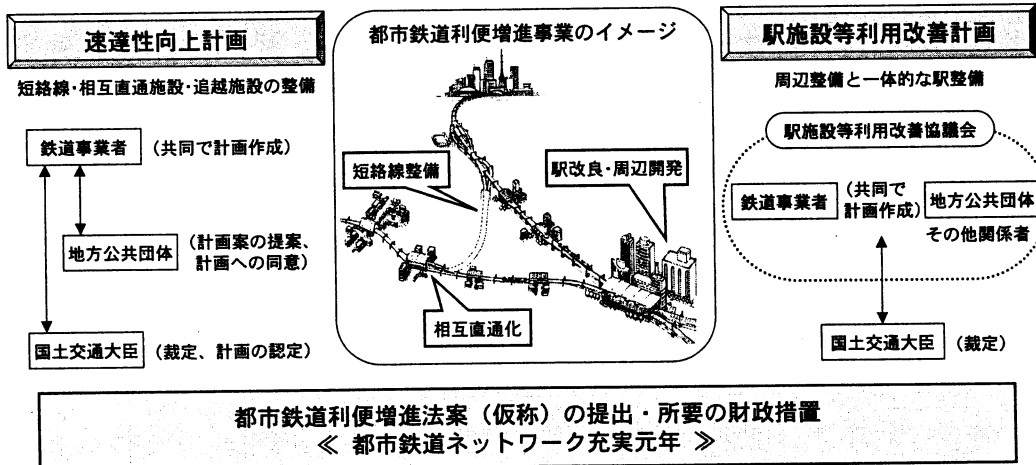 速達性向上計画
短絡線・相互直通施設・追越施設の整備
鉄道事業者 (共同で計画作成)
地方公共団体 (計画案の提案、
計画への同意)
国土交通大臣 (裁定、計画の認定)
都市鉄道利便増進事業のイメージ
短絡線整備
駅改良・周辺開発
相互直通化
駅施設等利用改善計画
周辺整備と一体的な駅整備
駅施設等利用改善協議会
鉄道事業者 (共同で
計画作成) 地方公共団体
その他関係者
国土交通大臣 (裁定)
都市鉄道利便増進法案(仮称)の提出・所要の財政措置
≪ 都市鉄道ネットワーク充実元年 ≫